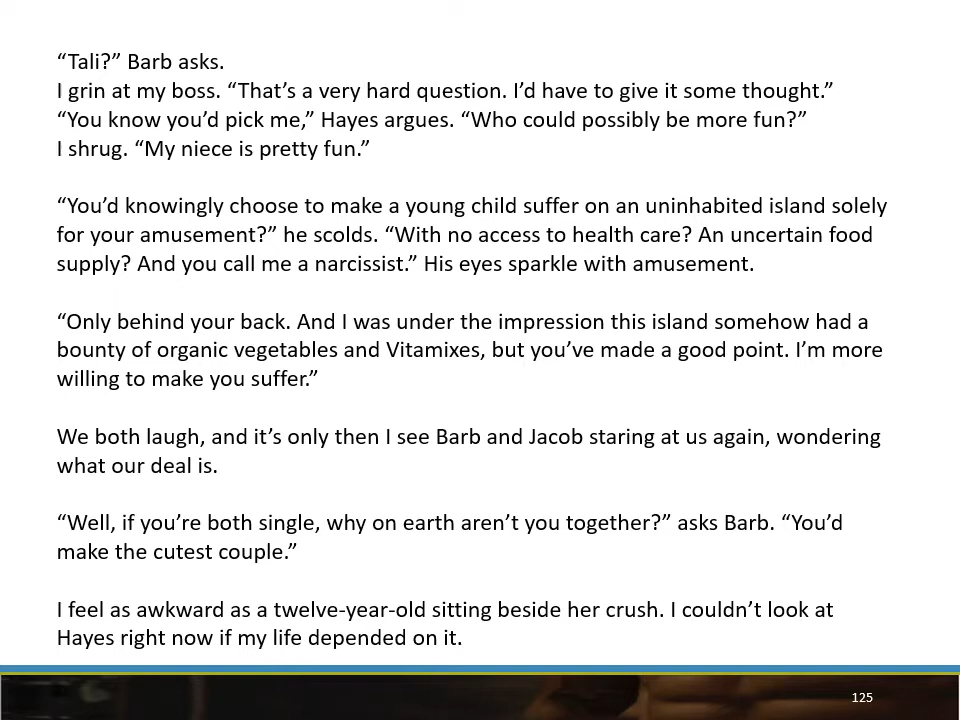 “Tali?” Barb asks.
I grin at my boss. “That’s a very hard question. I’d have to give it some thought.”
“You know you’d pick me,” Hayes argues. “Who could possibly be more fun?”
I shrug. “My niece is pretty fun.”
“You’d knowingly choose to make a young child suffer on an uninhabited island solely
for your amusement?” he scolds. “With no access to health care? An uncertain food
supply? And you call me a narcissist.” His eyes sparkle with amusement.
“Only behind your back. And I was under the impression this island somehow had a
bounty of organic vegetables and Vitamixes, but you’ve made a good point. I’m more
willing to make you suffer.”
We both laugh, and it’s only then I see Barb and Jacob staring at us again, wondering
what our deal is.
“Well, if you’re both single, why on earth aren’t you together?” asks Barb. “You’d
make the cutest couple.”
I feel as awkward as a twelve-year-old sitting beside her crush. I couldn’t look at
Hayes right now if my life depended on it.
125